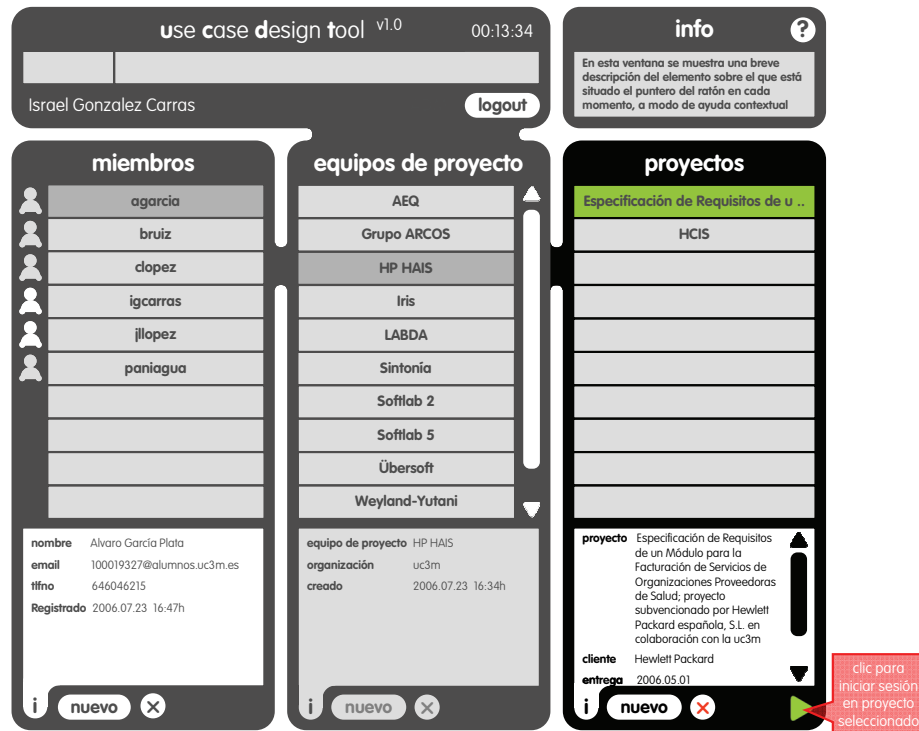 use case design tool v1.0
00:13:34
Israel Gonzalez Carras
logout
info
?
En esta ventana se muestra una breve
descripción del elemento sobre el que está
situado el puntero del ratón en cada
momento, a modo de ayuda contextual
miembros
agarcia
bruiz
clopez
igcarras
jllopez
paniagua
nombre Alvaro García Plata
email 100019327@alumnos.uc3m.es
tlfno 646046215
Registrado 2006.07.23 16:47h
i
nuevo
equipos de proyecto
AEQ
Grupo ARCOS
HP HAIS
Iris
LABDA
Sintonía
Softlab 2
Softlab 5
Übersoft
Weyland-Yutani
equipo de proyecto HP HAIS
organización uc3m
creado 2006.07.23 16:34h
i
nuevo
proyectos
Especificación de Requisitos de u ..
HCIS
proyecto Especificación de Requisitos
de un Módulo para la
Facturación de Servicios de
Organizaciones Proveedoras
de Salud; proyecto
subvencionado por Hewlett
Packard española, S.L. en
colaboración con la uc3m
cliente Hewlett Packard
entrega 2006.05.01
i
nuevo
clic para
iniciar sesión
en proyecto
seleccionado